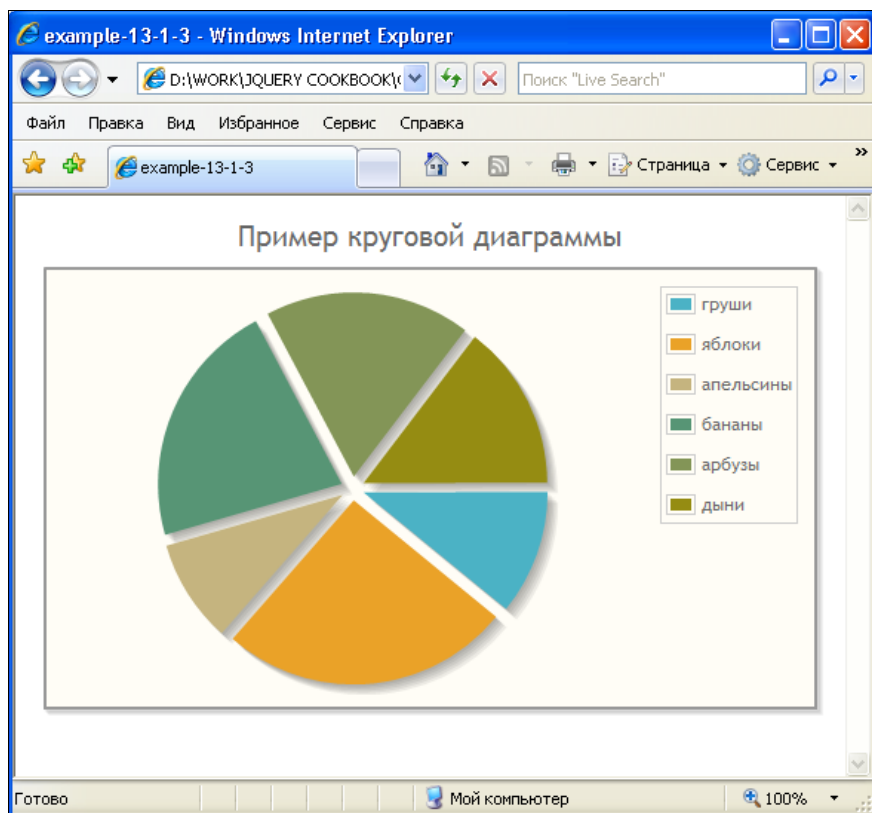 example-13-1-3 - Windows Internet Explorer
D:\WORK\JQUERY COOKBOOK\
Поиск "Live Search"
Файл Правка Вид Избранное Сервис Справка
example-13-1-3
Страница Сервис »
Пример круговой диаграммы
груши
яблоки
апельсины
бананы
арбузы
дыни
Готово Мой компьютер 100%